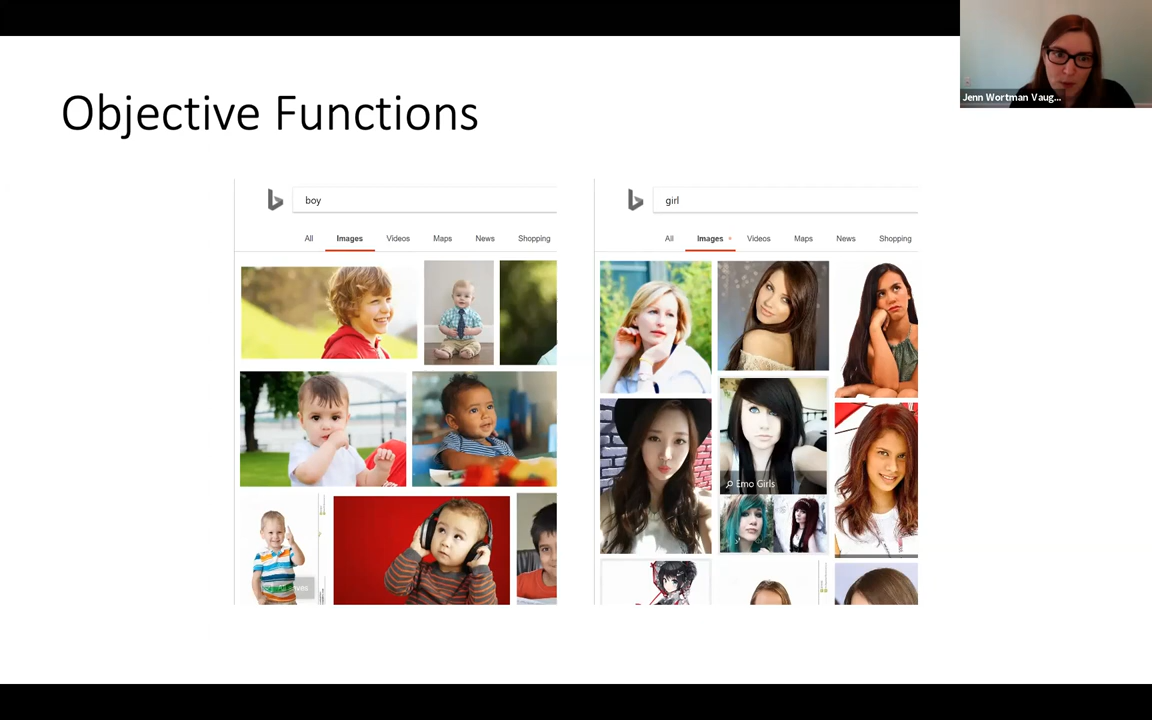 Jenn Wortman Vaug...
Objective Functions
boy
All Images Videos Maps News Shopping
girl
All Images Videos Maps News Shopping
Emo Girls